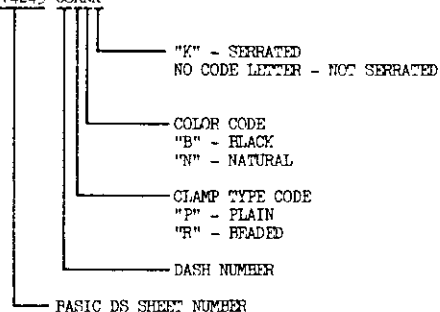 "K" - SERRATED
NO CODE LETTER - NOT SERRATED
COLOR CODE
"B" - BLACK
"N" - NATURAL
CLAMP TYPE CODE
"P" - PLAIN
"R" - BEADED
DASH NUMBER
BASIC DS SHEET NUMBER